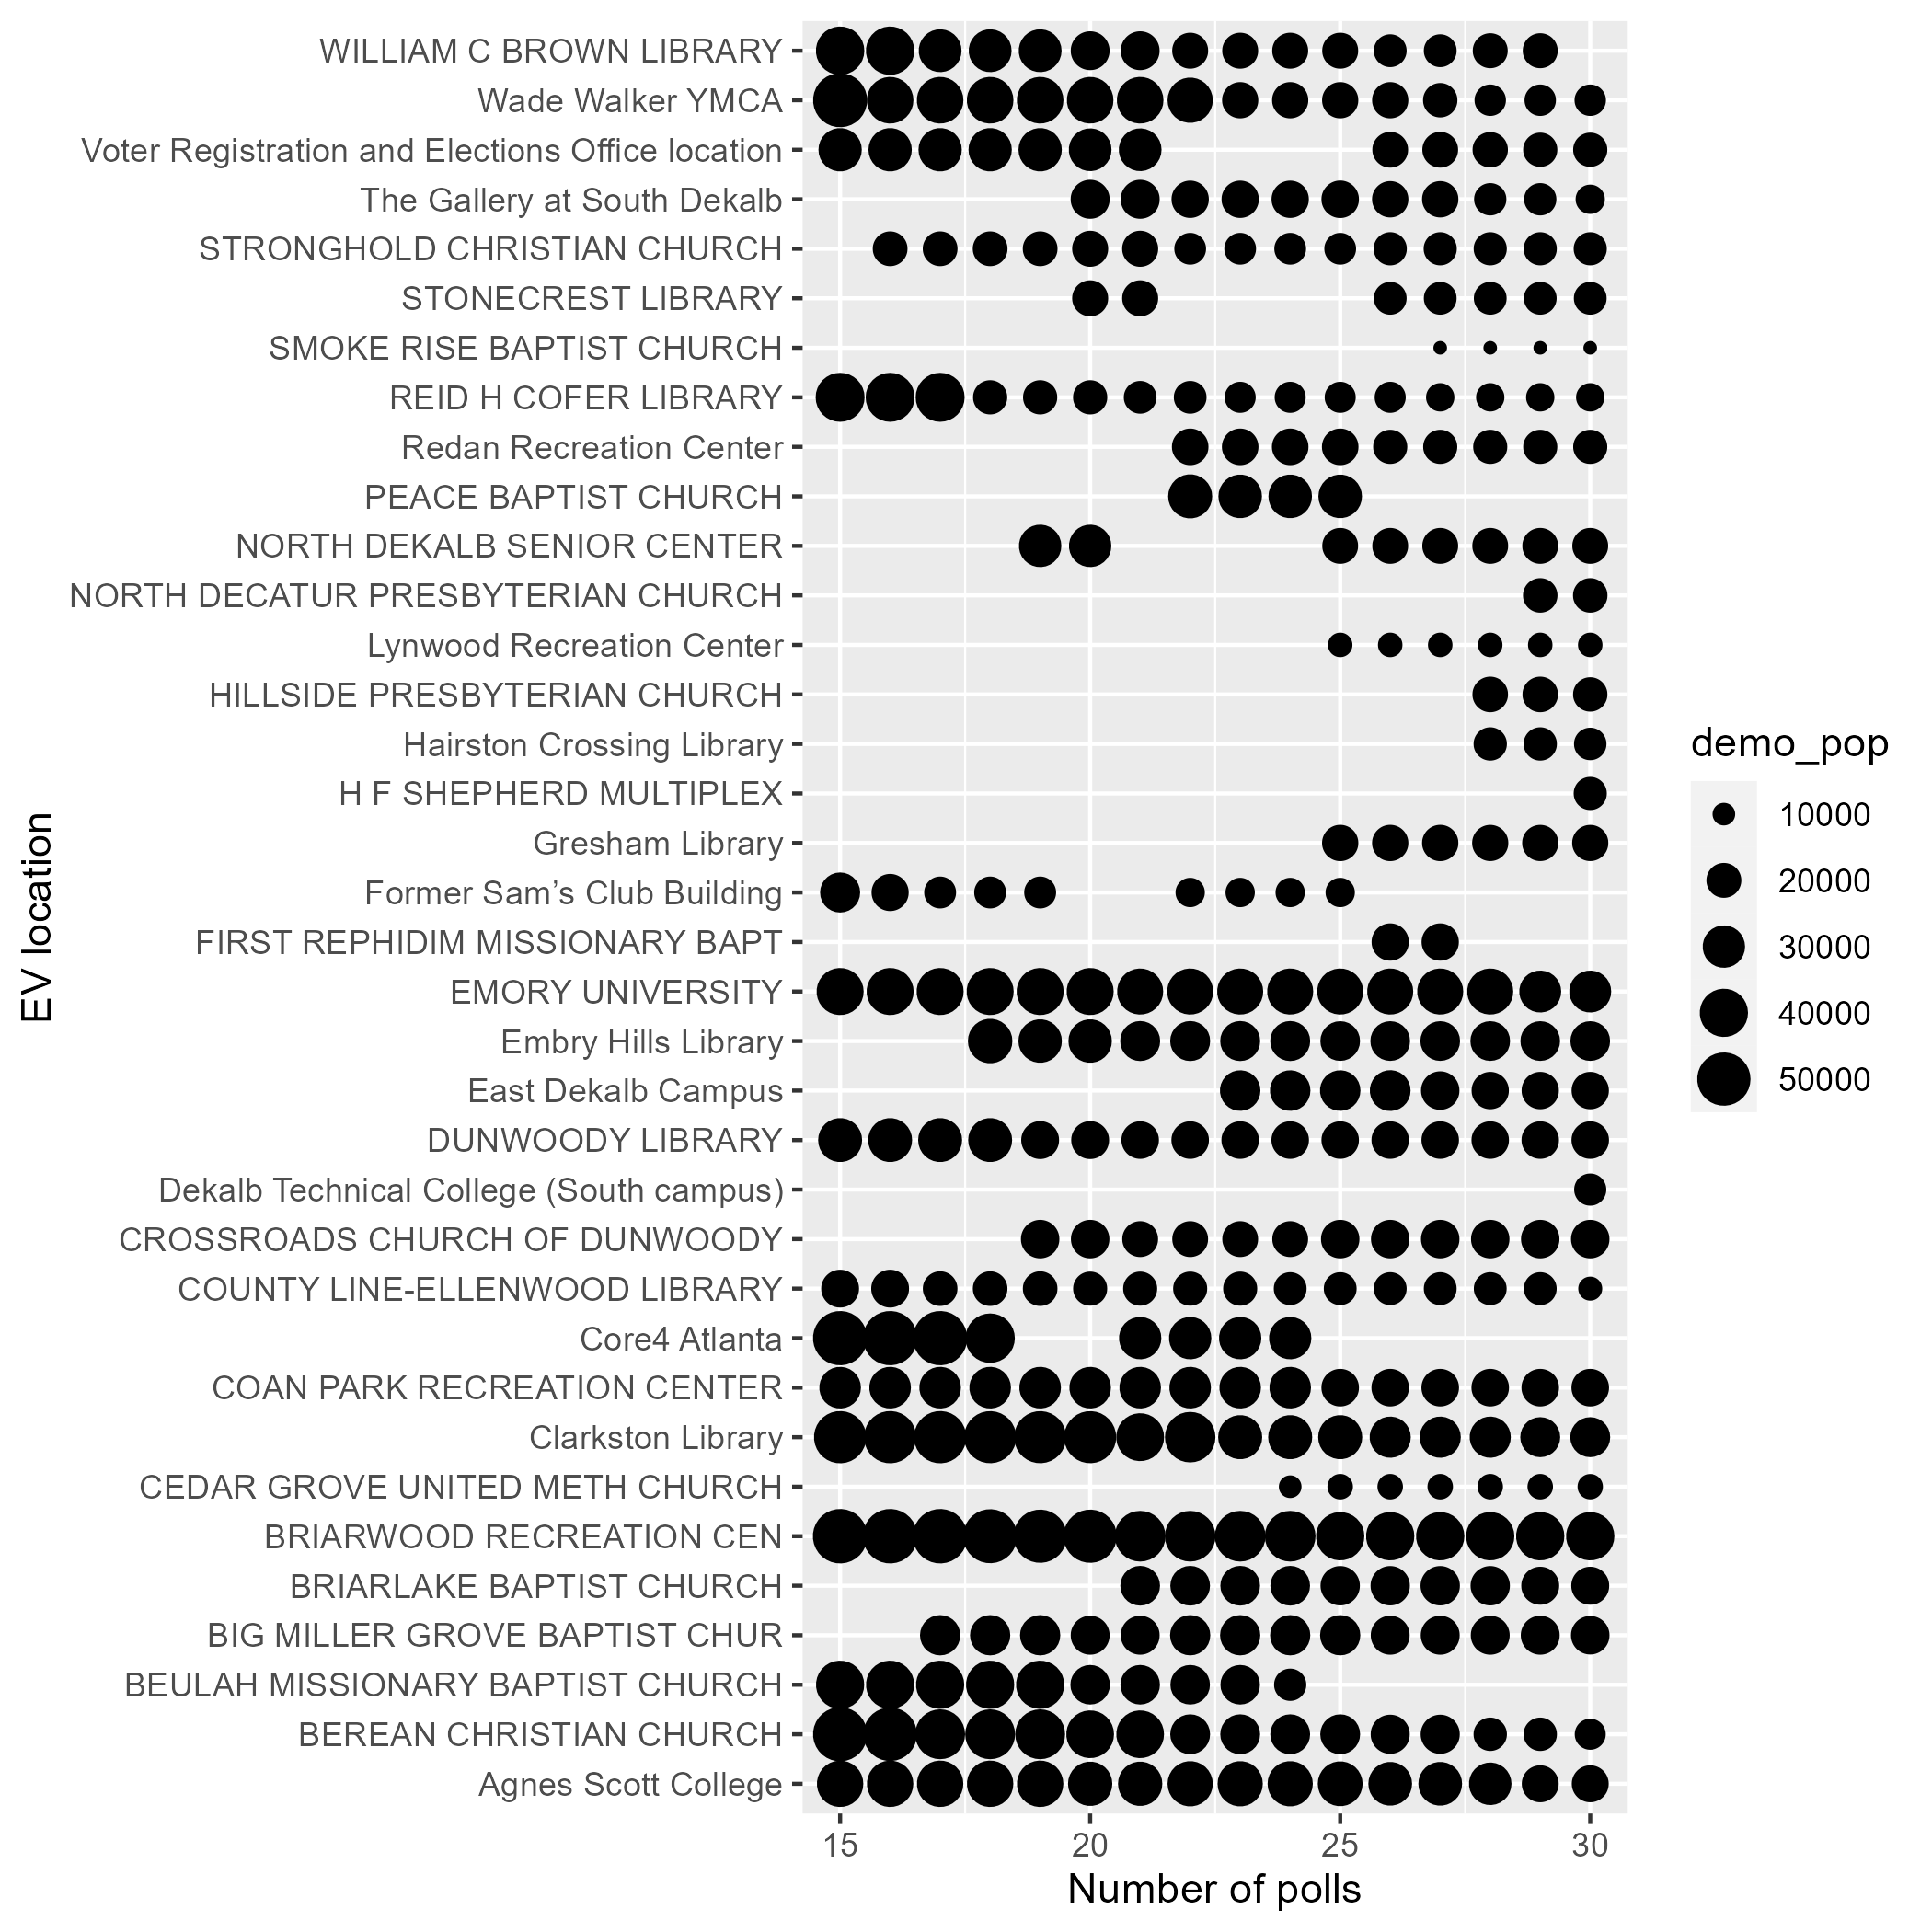 WILLIAM C BROWN LIBRARY
Wade Walker YMCA
Voter Registration and Elections Office location
The Gallery at South Dekalb
STRONGHOLD CHRISTIAN CHURCH
STONECREST LIBRARY
SMOKE RISE BAPTIST CHURCH
REID H COFER LIBRARY
Redan Recreation Center
PEACE BAPTIST CHURCH
NORTH DEKALB SENIOR CENTER
NORTH DECATUR PRESBYTERIAN CHURCH
Lynwood Recreation Center
HILLSIDE PRESBYTERIAN CHURCH
Hairston Crossing Library
H F SHEPHERD MULTIPLEX
Gresham Library
Former Sam’s Club Building
FIRST REPHIDIM MISSIONARY BAPT
EMORY UNIVERSITY
Embry Hills Library
East Dekalb Campus
DUNWOODY LIBRARY
Dekalb Technical College (South campus)
CROSSROADS CHURCH OF DUNWOODY
COUNTY LINE-ELLENWOOD LIBRARY
Core4 Atlanta
COAN PARK RECREATION CENTER
Clarkston Library
CEDAR GROVE UNITED METH CHURCH
BRIARWOOD RECREATION CEN
BRIARLAKE BAPTIST CHURCH
BIG MILLER GROVE BAPTIST CHUR
BEULAH MISSIONARY BAPTIST CHURCH
BEREAN CHRISTIAN CHURCH
Agnes Scott College
EV location
15 20 25 30
Number of polls
demo_pop
10000
20000
30000
40000
50000